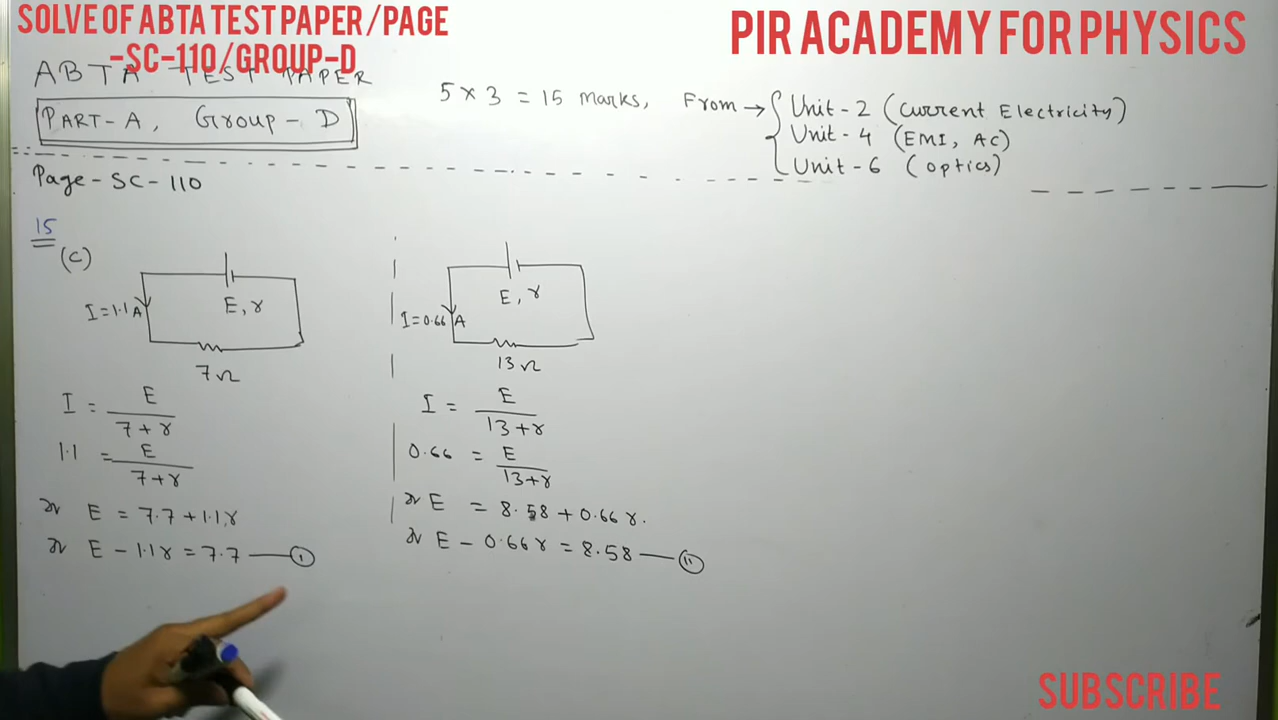 SOLVE OF ABTA TEST PAPER/PAGE
-SC-110/GROUP-D
PIR ACADEMY FOR PHYSICS
ABTA TEST PAPER
PART-A, Group-D
5 × 3 = 15 marks, From → Unit-2 (Current Electricity)
Unit-4 (EMI, AC)
Unit-6 (optics)
Page-SC-110
15
(c)
I=1.1A
E, r
7Ω
I = E / 7+r
1.1 = E / 7+r
or E = 7.7+1.1r
or E - 1.1r = 7.7 — (i)
I=0.66 A
E, r
13Ω
I = E / 13+r
0.66 = E / 13+r
or E = 8.58+0.66r.
or E - 0.66r = 8.58 — (ii)
SUBSCRIBE